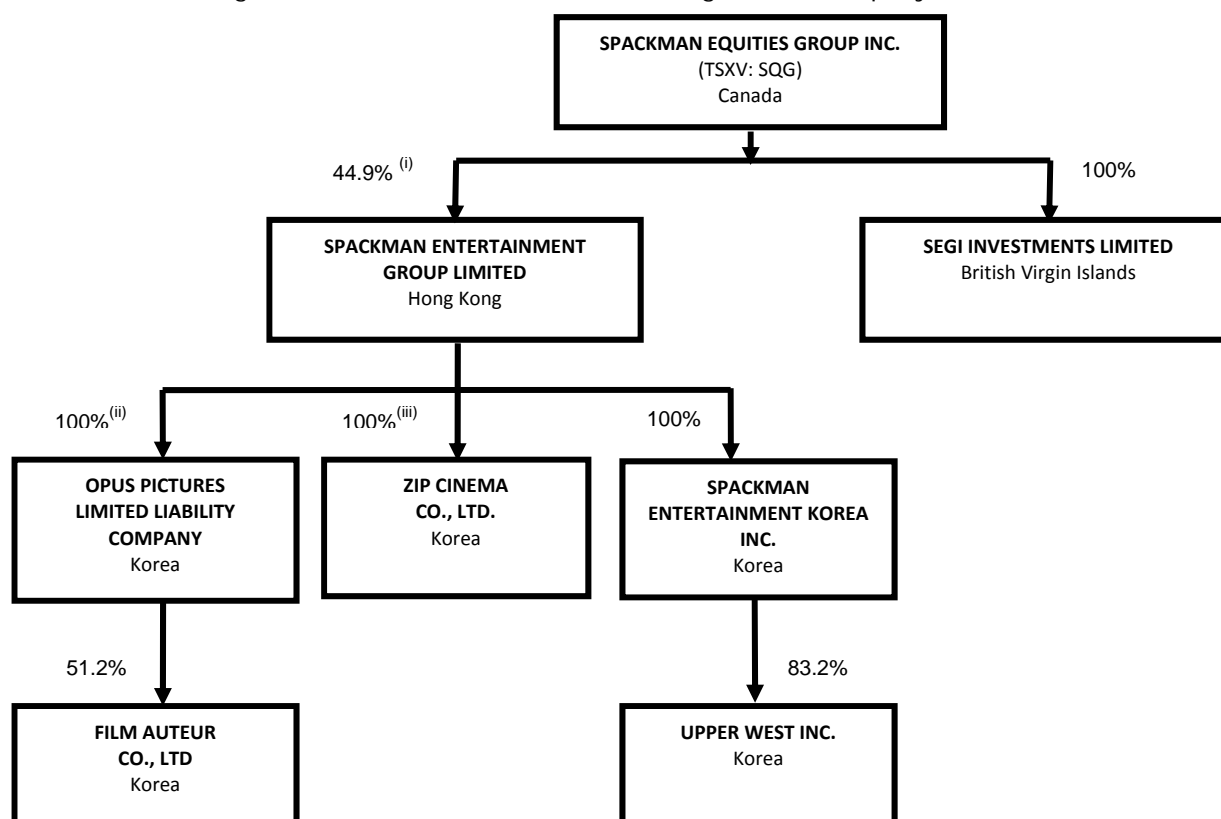 SPACKMAN EQUITIES GROUP INC.
(TSXV: SQG)
Canada
44.9% (i)
100%
SPACKMAN ENTERTAINMENT
GROUP LIMITED
Hong Kong
SEGI INVESTMENTS LIMITED
British Virgin Islands
100%(ii)
100%(iii)
100%
OPUS PICTURES
LIMITED LIABILITY
COMPANY
Korea
ZIP CINEMA
CO., LTD.
Korea
SPACKMAN
ENTERTAINMENT KOREA
INC.
Korea
51.2%
83.2%
FILM AUTEUR
CO., LTD
Korea
UPPER WEST INC.
Korea